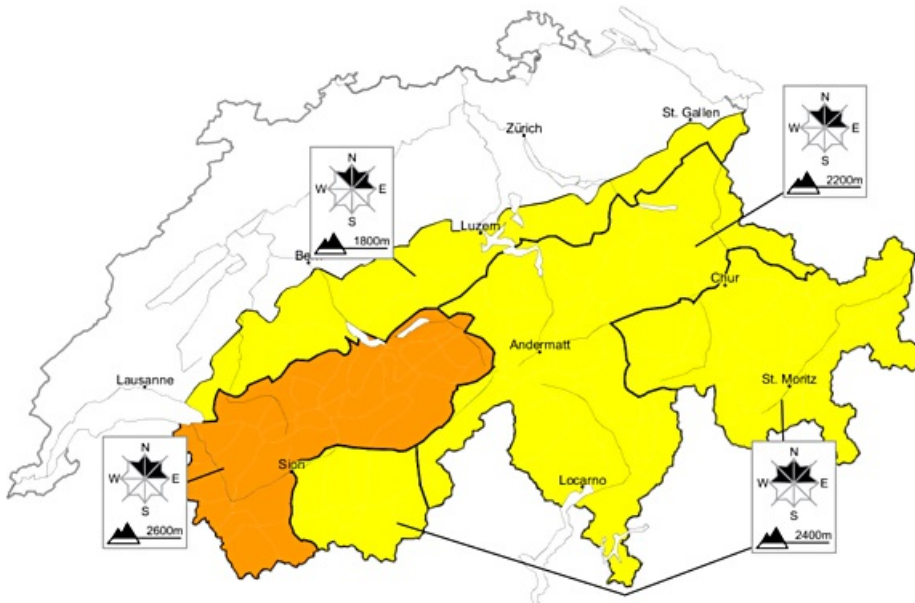 St. Gallen
Zürich
N
W E
S
2200m
N
W E
S
1800m
Luzern
Chur
Andermatt
Lausanne
St. Moritz
N
W E
S
2600m
Sion
Locarno
N
W E
S
2400m